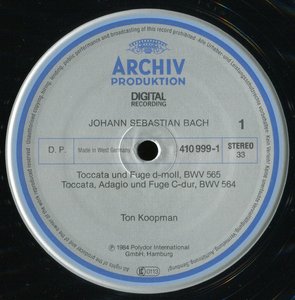 ARCHIV
PRODUKTION
DIGITAL
RECORDING
JOHANN SEBASTIAN BACH
1
D. P.
Made in West Germany
410 999-1
STEREO
33
Toccata und Fuge d-moll, BWV 565
Toccata, Adagio und Fuge C-dur, BWV 564
Ton Koopman
℗ 1984 Polydor International
GmbH, Hamburg